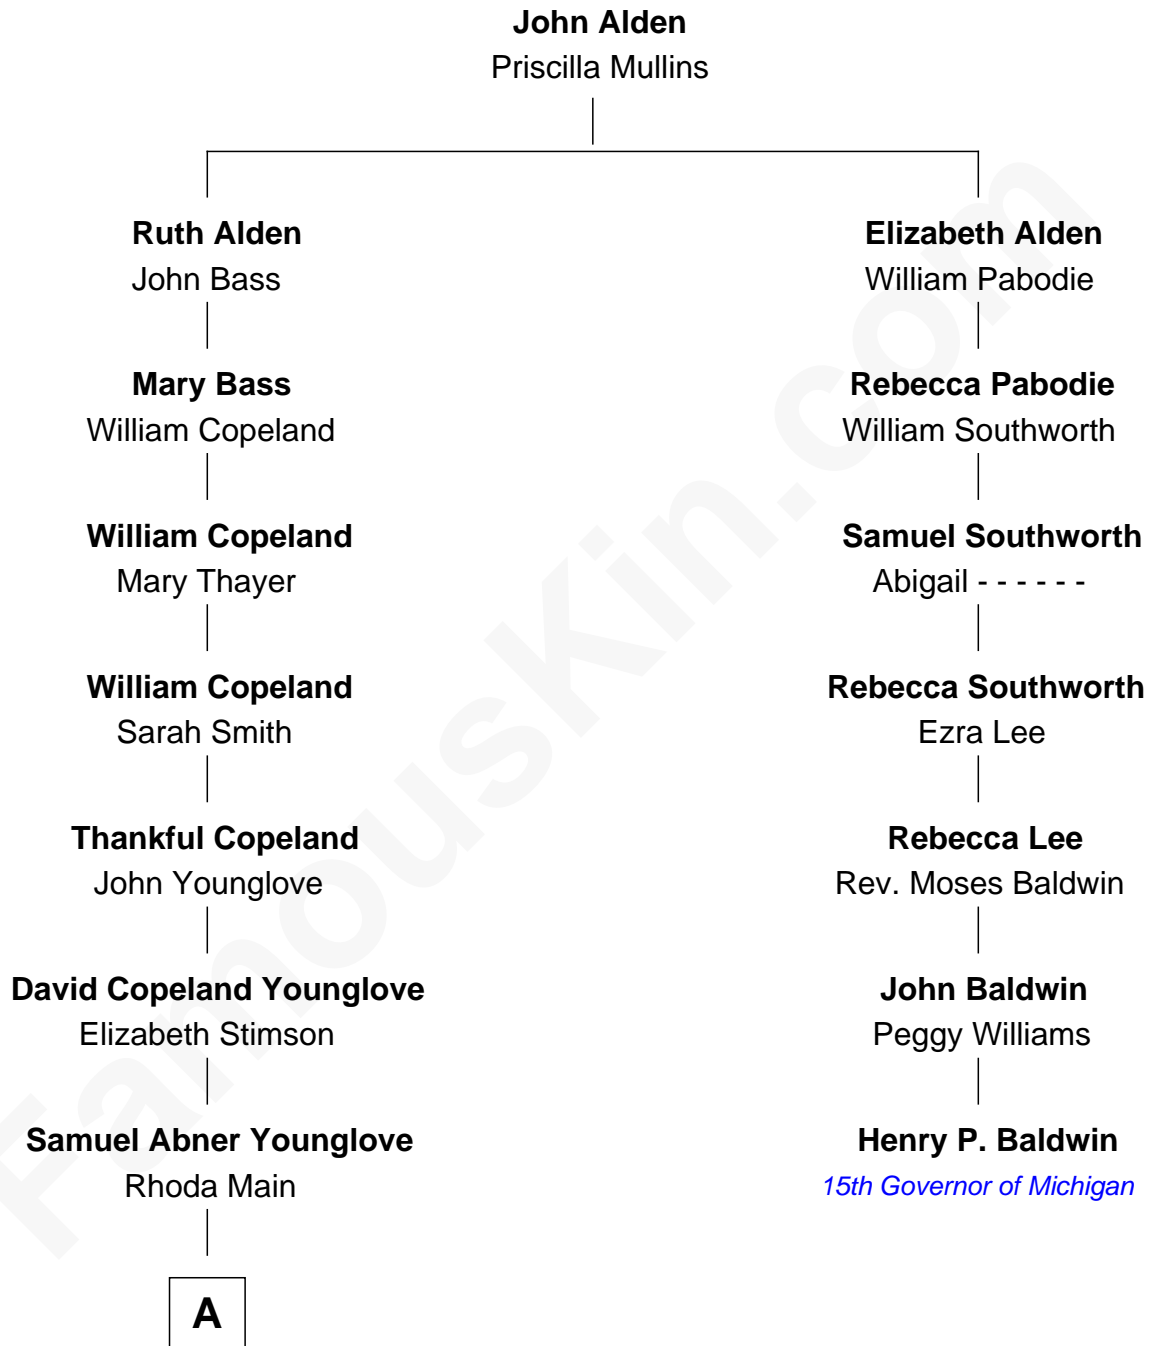 John Alden
Priscilla Mullins
Ruth Alden
John Bass
Mary Bass
William Copeland
William Copeland
Mary Thayer
William Copeland
Sarah Smith
Thankful Copeland
John Younglove
David Copeland Younglove
Elizabeth Stimson
Samuel Abner Younglove
Rhoda Main
A
Elizabeth Alden
William Pabodie
Rebecca Pabodie
William Southworth
Samuel Southworth
Abigail - - - - - -
Rebecca Southworth
Ezra Lee
Rebecca Lee
Rev. Moses Baldwin
John Baldwin
Peggy Williams
Henry P. Baldwin
15th Governor of Michigan
FamousKin.com